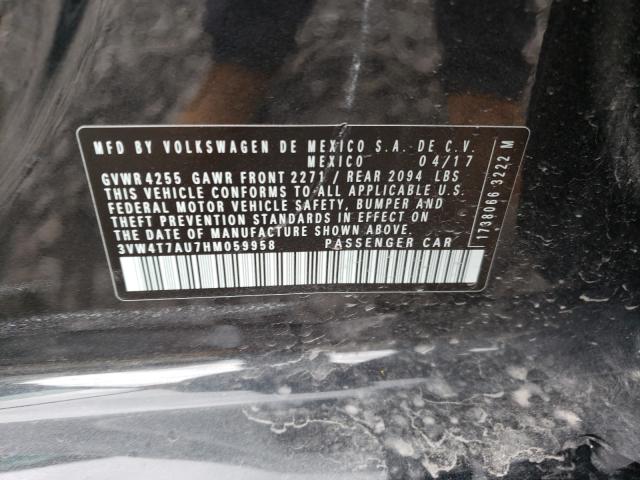 MFD BY VOLKSWAGEN DE MEXICO S.A. DE C.V.
MEXICO 04/17
GVWR 4255 GAWR FRONT 2271 / REAR 2094 LBS
THIS VEHICLE CONFORMS TO ALL APPLICABLE U.S.
FEDERAL MOTOR VEHICLE SAFETY, BUMPER AND
THEFT PREVENTION STANDARDS IN EFFECT ON
THE DATE OF MANUFACTURE SHOWN ABOVE.
3VW4T7AU7HM059958 PASSENGER CAR
1738066 3222 M